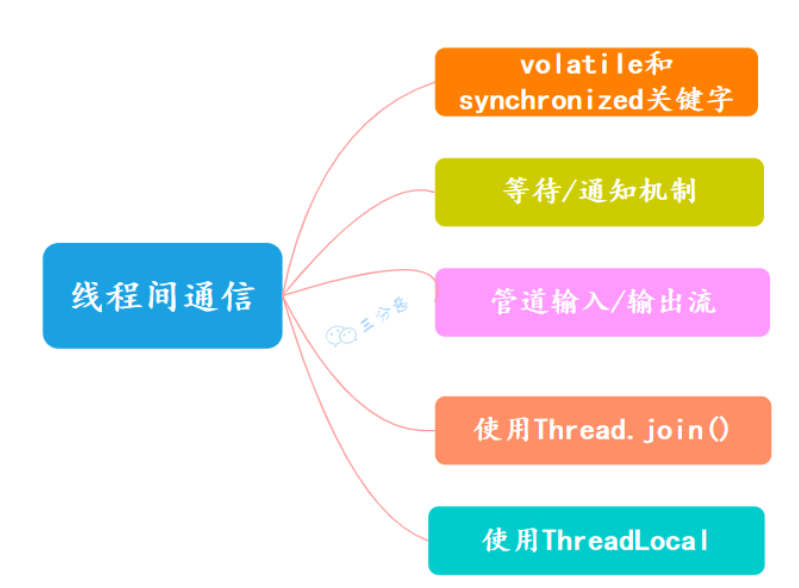 volatile和
synchronized关键字
等待/通知机制
线程间通信
管道输入/输出流
三分恶
使用Thread.join()
使用ThreadLocal